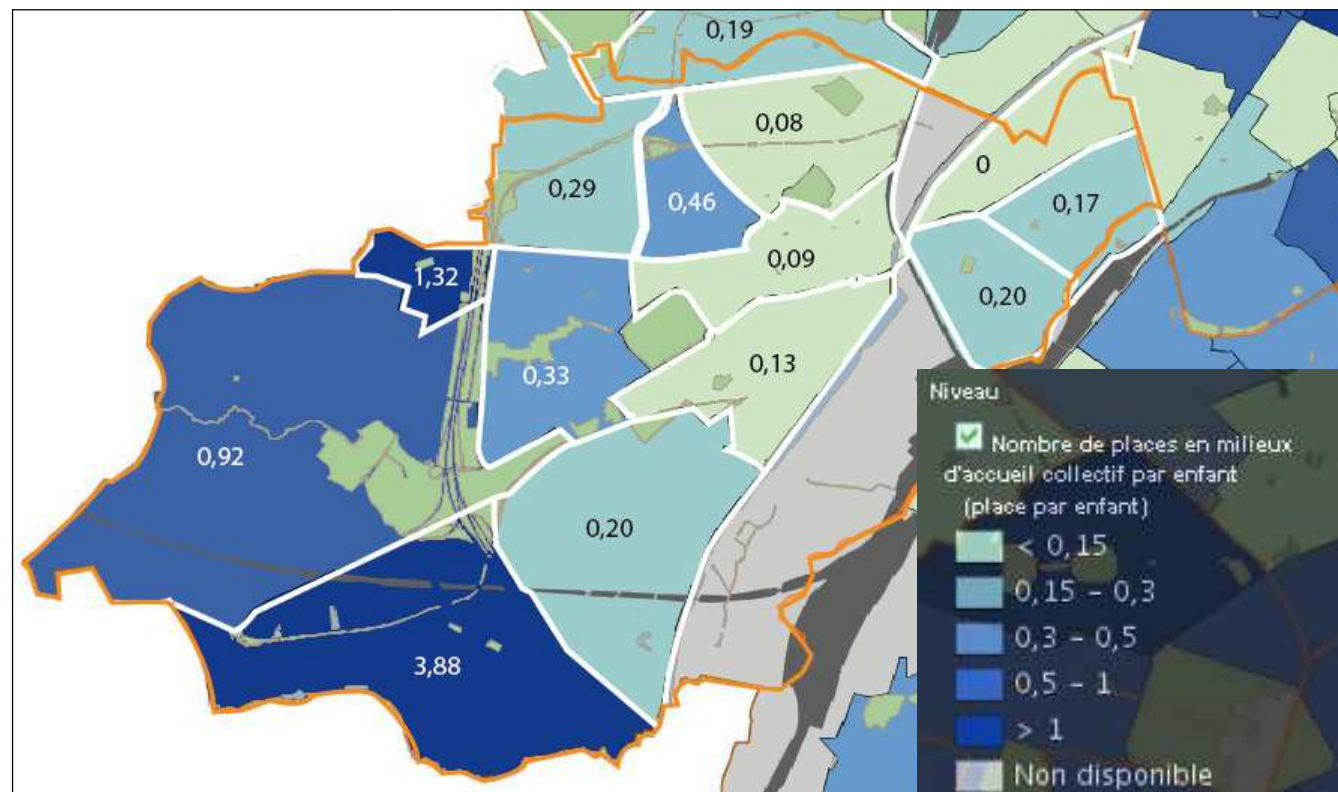 0,19
0,08
0,29
0,46
0
0,17
0,09
1,32
0,20
0,33
0,13
0,92
0,20
3,88
Niveau
Nombre de places en milieux
d'accueil collectif par enfant
(place par enfant)
< 0,15
0,15 - 0,3
0,3 - 0,5
0,5 - 1
> 1
Non disponible